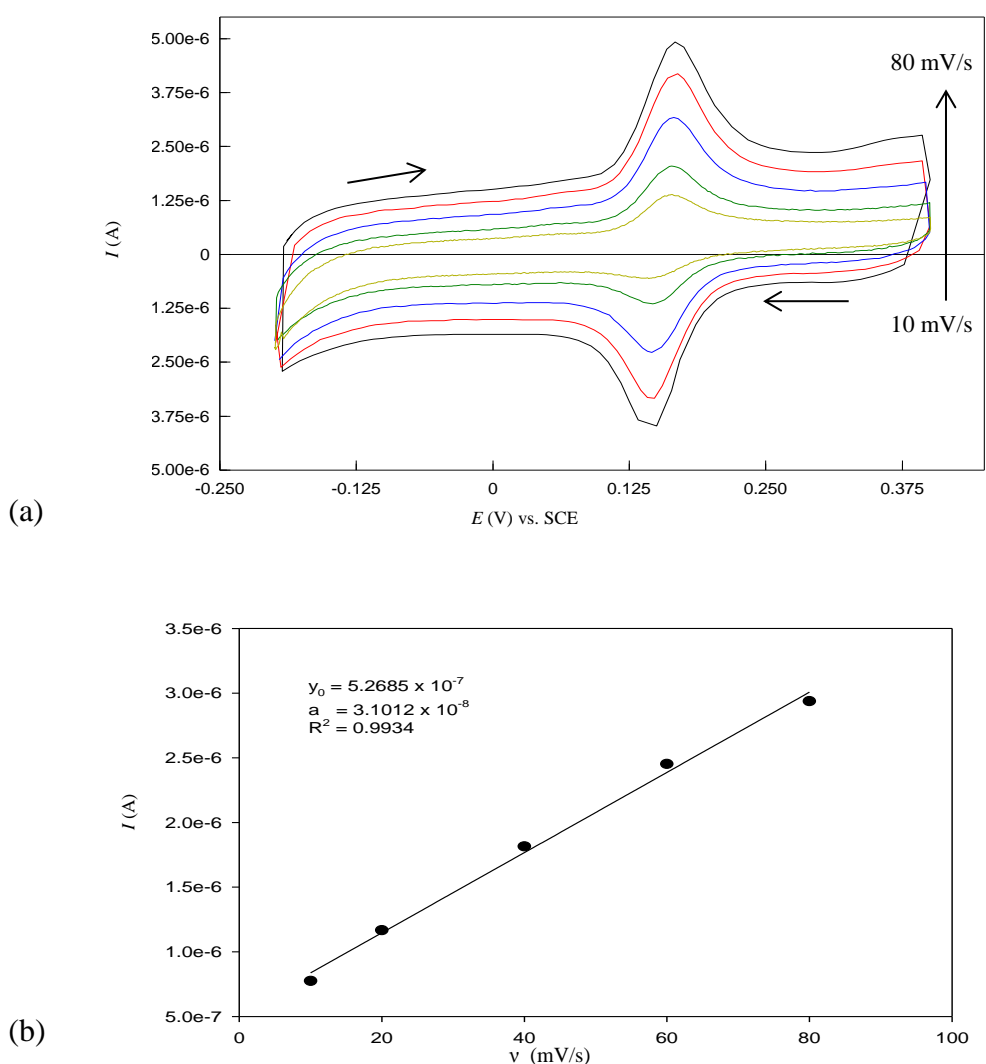 5.00e-6
3.75e-6
2.50e-6
1.25e-6
0
1.25e-6
2.50e-6
3.75e-6
5.00e-6
I (A)
80 mV/s
10 mV/s
-0.250 -0.125 0 0.125 0.250 0.375
E (V) vs. SCE
(a)
3.5e-6
3.0e-6
2.5e-6
2.0e-6
1.5e-6
1.0e-6
5.0e-7
I (A)
y₀ = 5.2685 x 10⁻⁷
a = 3.1012 x 10⁻⁸
R² = 0.9934
0 20 40 60 80 100
ν (mV/s)
(b)